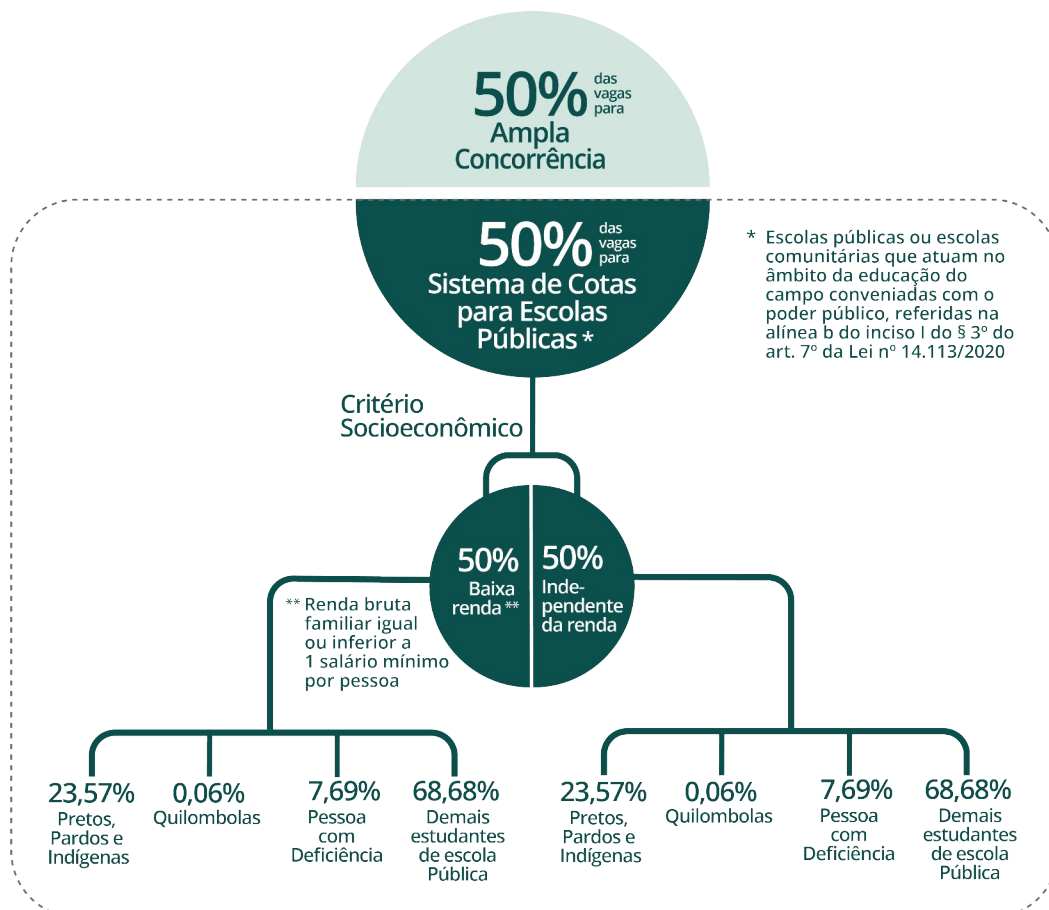 50% das
vagas
para
Ampla
Concorrência
50% das
vagas
para
Sistema de Cotas
para Escolas
Públicas *
* Escolas públicas ou escolas
comunitárias que atuam no
âmbito da educação do
campo conveniadas com o
poder público, referidas na
alínea b do inciso I do § 3º do
art. 7º da Lei nº 14.113/2020
Critério
Socioeconômico
50%
Baixa
renda **
50%
Inde-
pendente
da renda
** Renda bruta
familiar igual
ou inferior a
1 salário mínimo
por pessoa
23,57%
Pretos,
Pardos e
Indígenas
0,06%
Quilombolas
7,69%
Pessoa
com
Deficiência
68,68%
Demais
estudantes
de escola
Pública
23,57%
Pretos,
Pardos e
Indígenas
0,06%
Quilombolas
7,69%
Pessoa
com
Deficiência
68,68%
Demais
estudantes
de escola
Pública